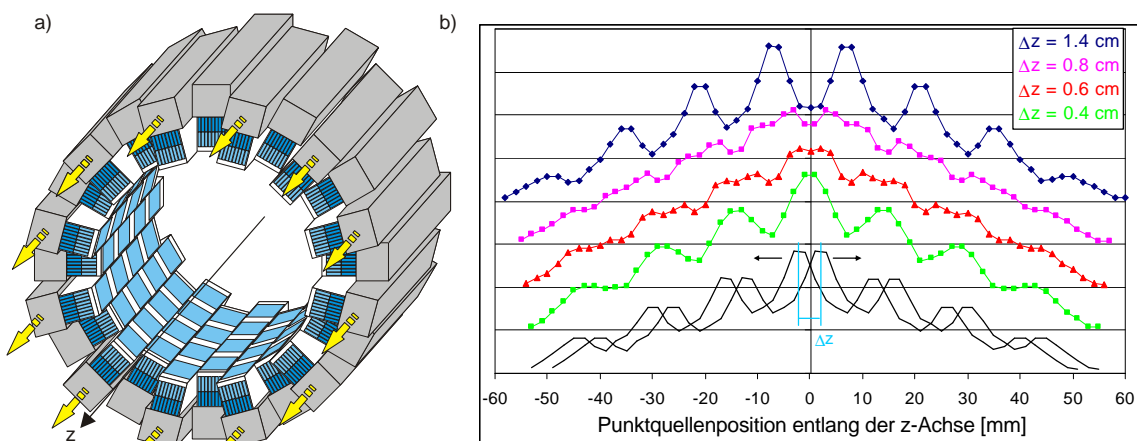 a)
z
b)
Δz = 1.4 cm
Δz = 0.8 cm
Δz = 0.6 cm
Δz = 0.4 cm
Δz
-60 -50 -40 -30 -20 -10 0 10 20 30 40 50 60
Punktquellenposition entlang der z-Achse [mm]